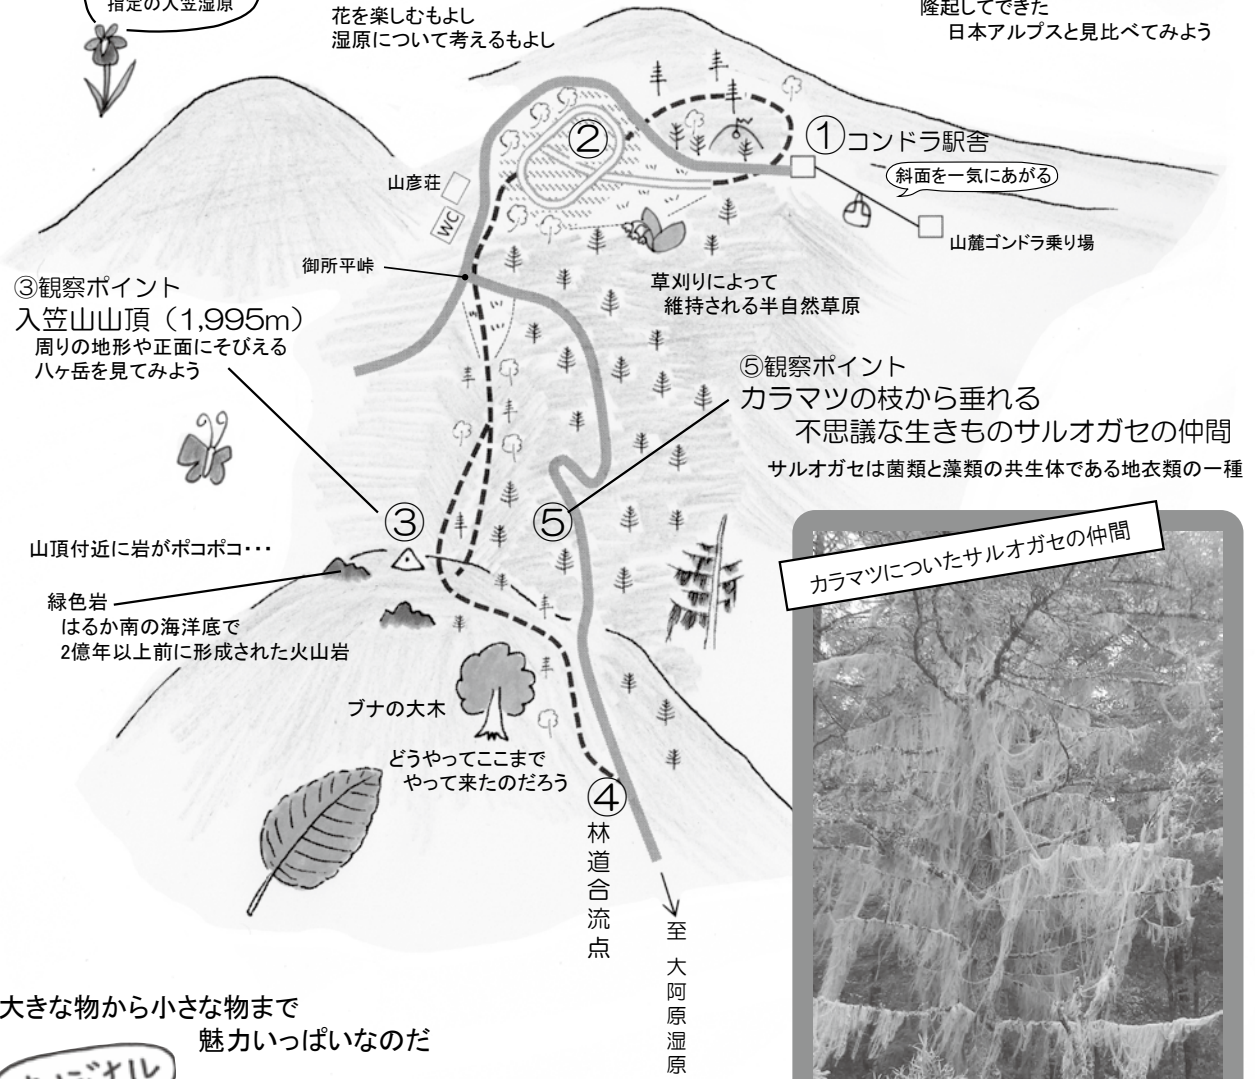 指定の入笠湿原
花を楽しむもよし
湿原について考えるもよし
隆起してできた
日本アルプスと見比べてみよう
②
①コンドラ駅舎
斜面を一気にあがる
山彦荘
WC
山麓ゴンドラ乗り場
御所平峠
草刈りによって
維持される半自然草原
③観察ポイント
入笠山山頂（1,995m）
周りの地形や正面にそびえる
八ヶ岳を見てみよう
⑤観察ポイント
カラマツの枝から垂れる
不思議な生きものサルオガセの仲間
サルオガセは菌類と藻類の共生体である地衣類の一種
③
⑤
カラマツについたサルオガセの仲間
山頂付近に岩がポコポコ・・・
緑色岩
はるか南の海洋底で
2億年以上前に形成された火山岩
ブナの大木
どうやってここまで
やって来たのだろう
④
林道合流点
至 大阿原湿原
大きな物から小さな物まで
魅力いっぱいなのだ